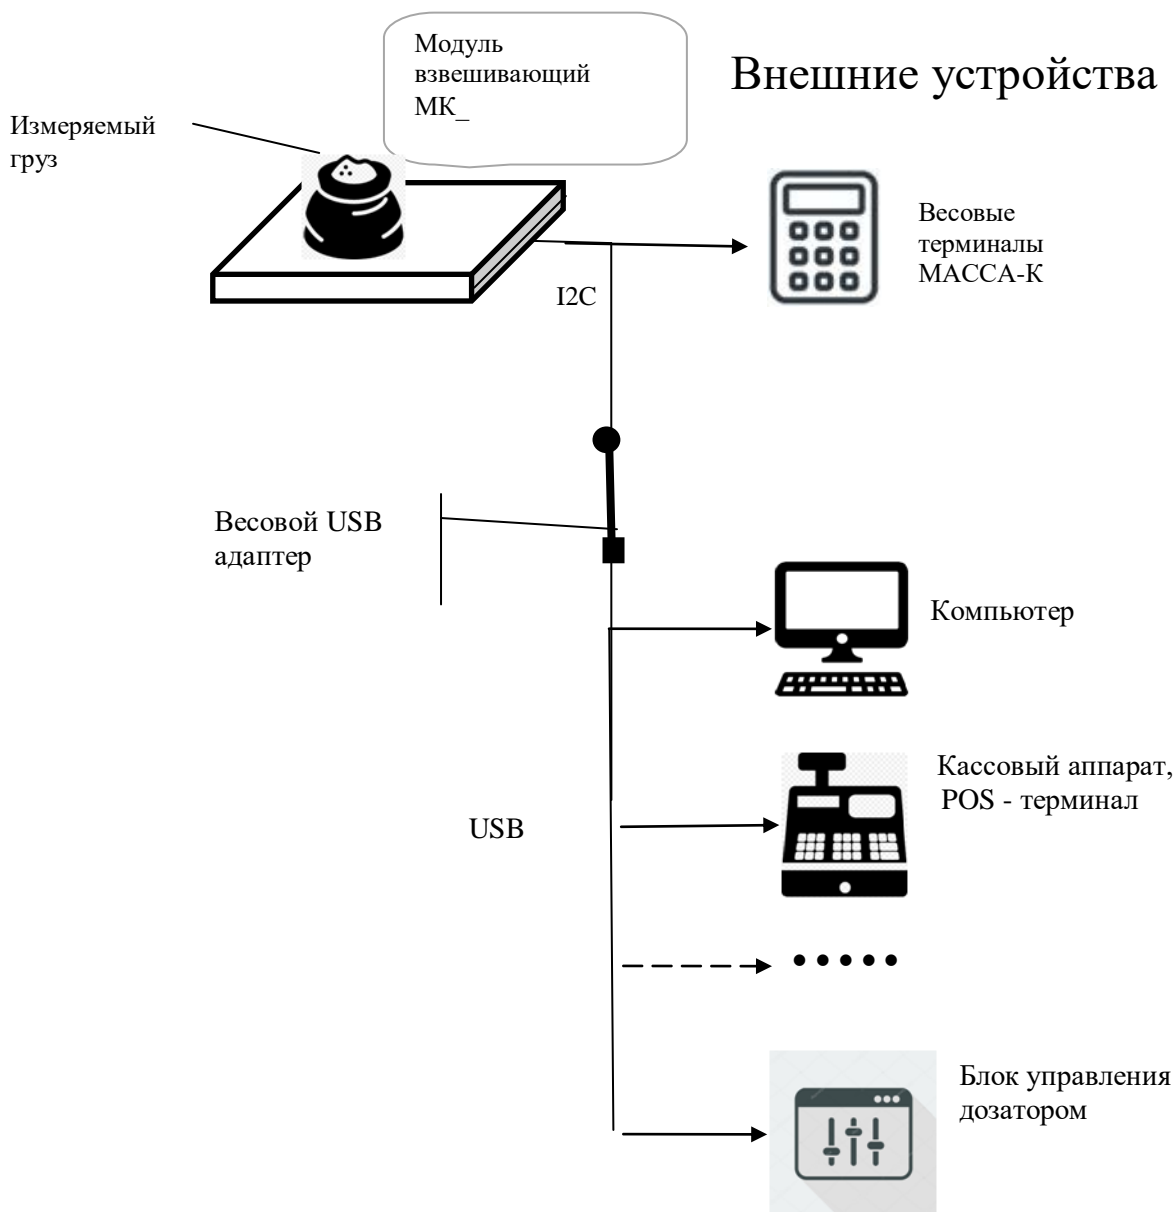 Модуль
взвешивающий
МК_
Внешние устройства
Измеряемый
груз
Весовые
терминалы
МАССА-К
I2C
Весовой USB
адаптер
Компьютер
Кассовый аппарат,
POS - терминал
USB
Блок управления
дозатором